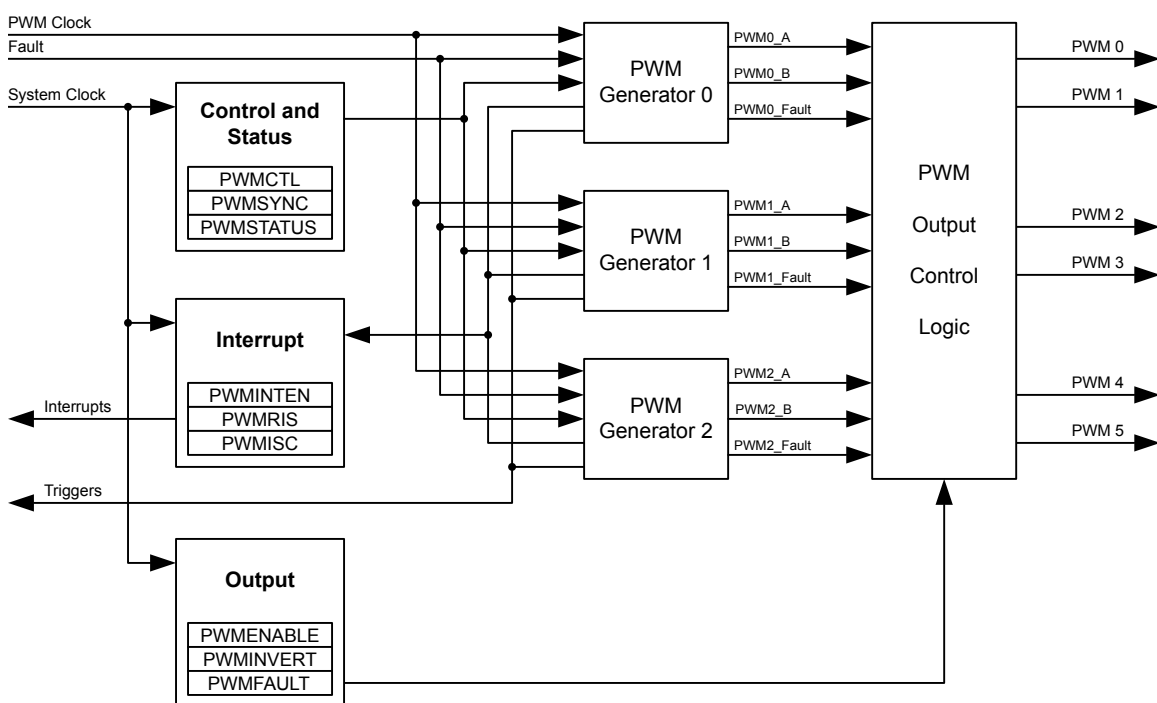 PWM Clock
Fault
System Clock
Control and
Status
PWMCTL
PWMSYNC
PWMSTATUS
Interrupt
PWMINTEN
PWMRIS
PWMISC
Interrupts
Triggers
Output
PWMENABLE
PWMINVERT
PWMFAULT
PWM
Generator 0
PWM0_A
PWM0_B
PWM0_Fault
PWM
Generator 1
PWM1_A
PWM1_B
PWM1_Fault
PWM
Generator 2
PWM2_A
PWM2_B
PWM2_Fault
PWM
Output
Control
Logic
PWM 0
PWM 1
PWM 2
PWM 3
PWM 4
PWM 5